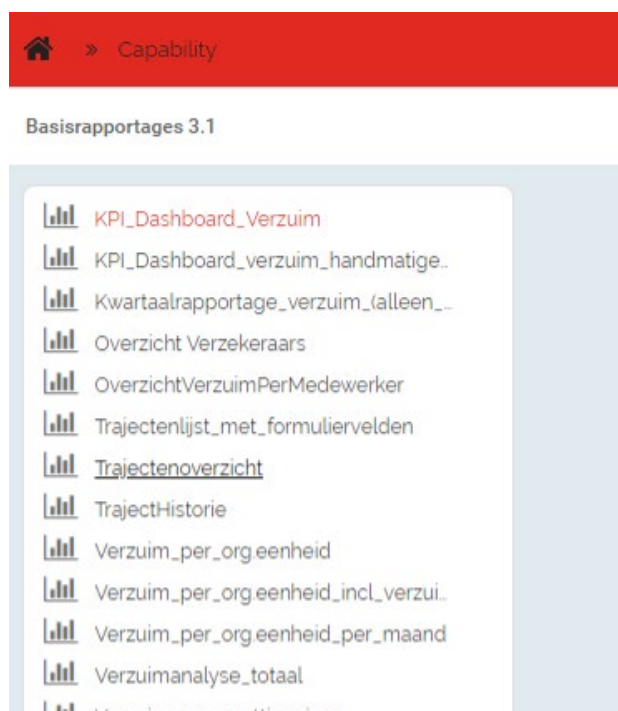 » Capability
Basisrapportages 3.1
KPI_Dashboard_Verzuim
KPI_Dashboard_verzuim_handmatige..
Kwartaalrapportage_verzuim_(alleen_..
Overzicht Verzekeraars
OverzichtVerzuimPerMedewerker
Trajectenlijst_met_formuliervelden
Trajectenoverzicht
TrajectHistorie
Verzuim_per_org.eenheid
Verzuim_per_org.eenheid_incl_verzui..
Verzuim_per_org.eenheid_per_maand
Verzuimanalyse_totaal